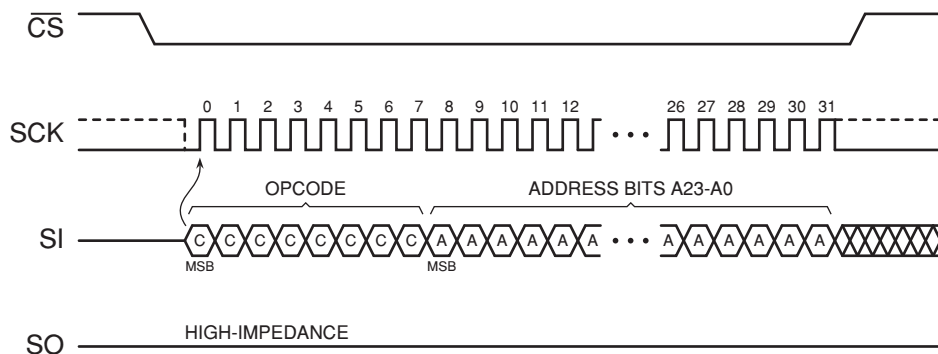 CS
0 1 2 3 4 5 6 7 8 9 10 11 12 26 27 28 29 30 31
SCK
OPCODE ADDRESS BITS A23-A0
SI C C C C C C C C A A A A A A A A A A A A
MSB MSB
HIGH-IMPEDANCE
SO